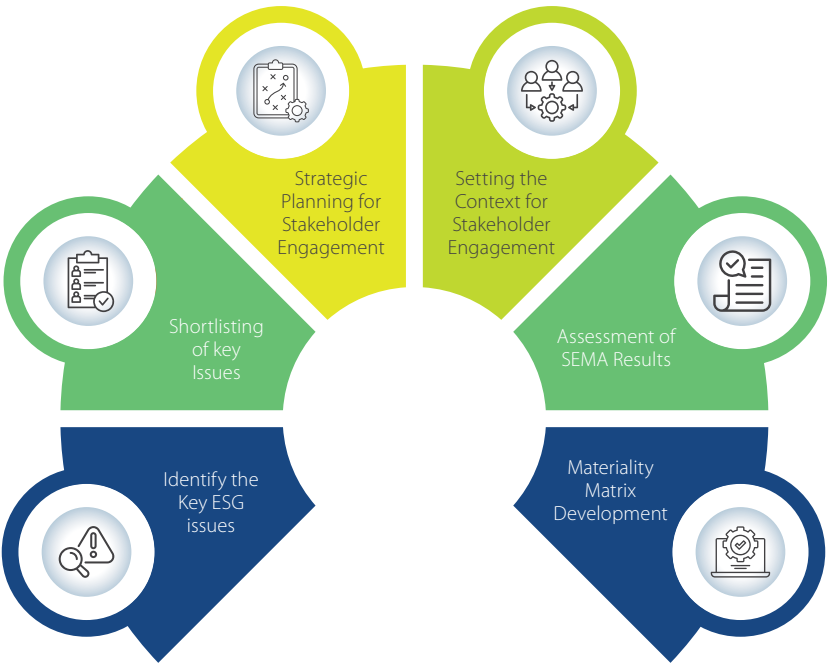 Strategic
Planning for
Stakeholder
Engagement
Setting the
Context for
Stakeholder
Engagement
Shortlisting
of key
Issues
Assessment of
SEMA Results
Identify the
Key ESG
issues
Materiality
Matrix
Development